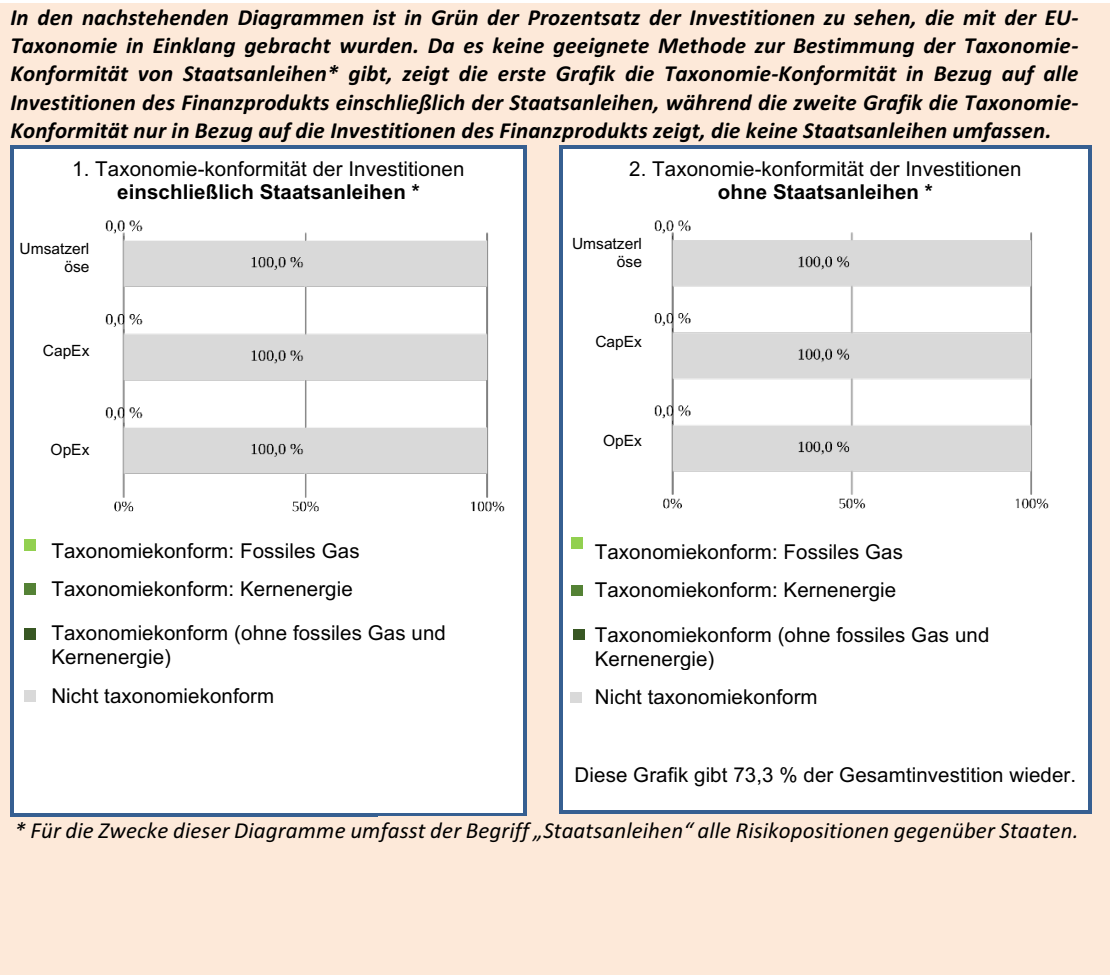 In den nachstehenden Diagrammen ist in Grün der Prozentsatz der Investitionen zu sehen, die mit der EU-
Taxonomie in Einklang gebracht wurden. Da es keine geeignete Methode zur Bestimmung der Taxonomie-
Konformität von Staatsanleihen* gibt, zeigt die erste Grafik die Taxonomie-Konformität in Bezug auf alle
Investitionen des Finanzprodukts einschließlich der Staatsanleihen, während die zweite Grafik die Taxonomie-
Konformität nur in Bezug auf die Investitionen des Finanzprodukts zeigt, die keine Staatsanleihen umfassen.
1. Taxonomie-konformität der Investitionen
einschließlich Staatsanleihen *
0,0 %
Umsatzerl
öse
100,0 %
0,0 %
CapEx
100,0 %
0,0 %
OpEx
100,0 %
0%
50%
100%
Taxonomiekonform: Fossiles Gas
Taxonomiekonform: Kernenergie
Taxonomiekonform (ohne fossiles Gas und
Kernenergie)
Nicht taxonomiekonform
2. Taxonomie-konformität der Investitionen
ohne Staatsanleihen *
0,0 %
Umsatzerl
öse
100,0 %
0,0 %
CapEx
100,0 %
0,0 %
OpEx
100,0 %
0%
50%
100%
Taxonomiekonform: Fossiles Gas
Taxonomiekonform: Kernenergie
Taxonomiekonform (ohne fossiles Gas und
Kernenergie)
Nicht taxonomiekonform
Diese Grafik gibt 73,3 % der Gesamtinvestition wieder.
* Für die Zwecke dieser Diagramme umfasst der Begriff „Staatsanleihen“ alle Risikopositionen gegenüber Staaten.